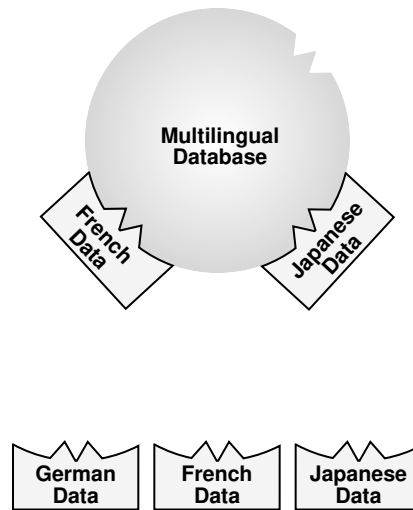 Multilingual
Database
French
Data
Japanese
Data
German
Data
French
Data
Japanese
Data